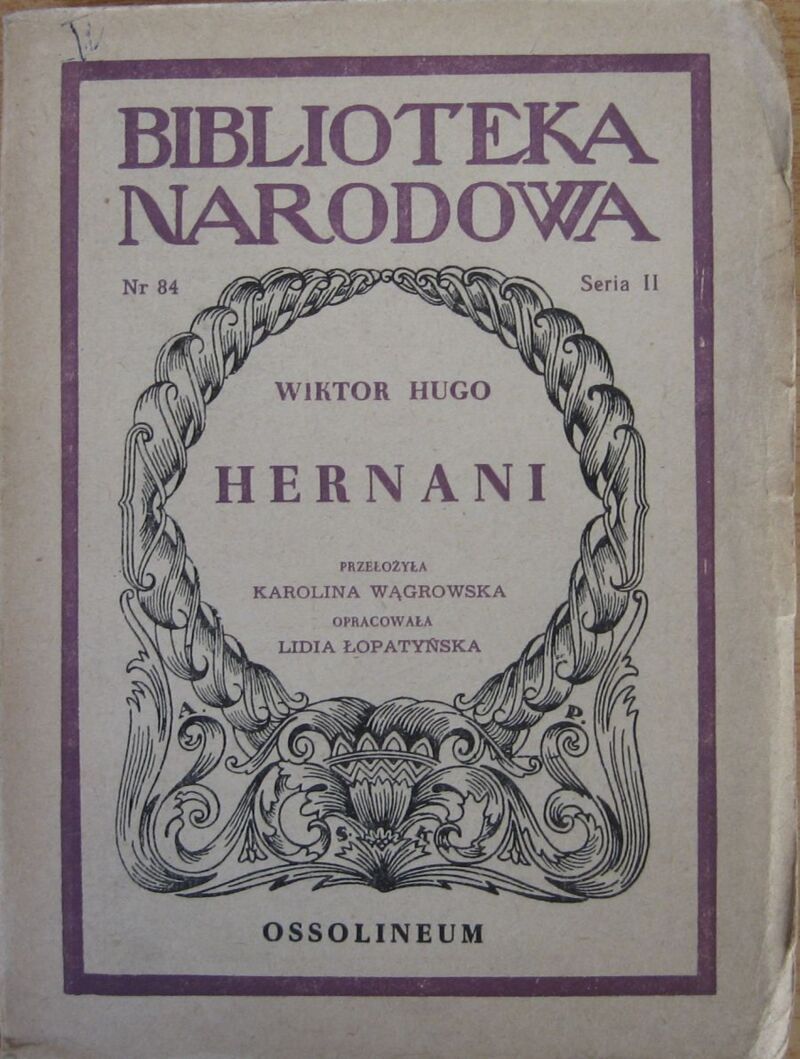 BIBLIOTEKA
NARODOWA
Nr 84
Seria II
WIKTOR HUGO
HERNANI
PRZEŁOŻYŁA
KAROLINA WĄGROWSKA
OPRACOWAŁA
LIDIA ŁOPATYŃSKA
A. P.
OSSOLINEUM